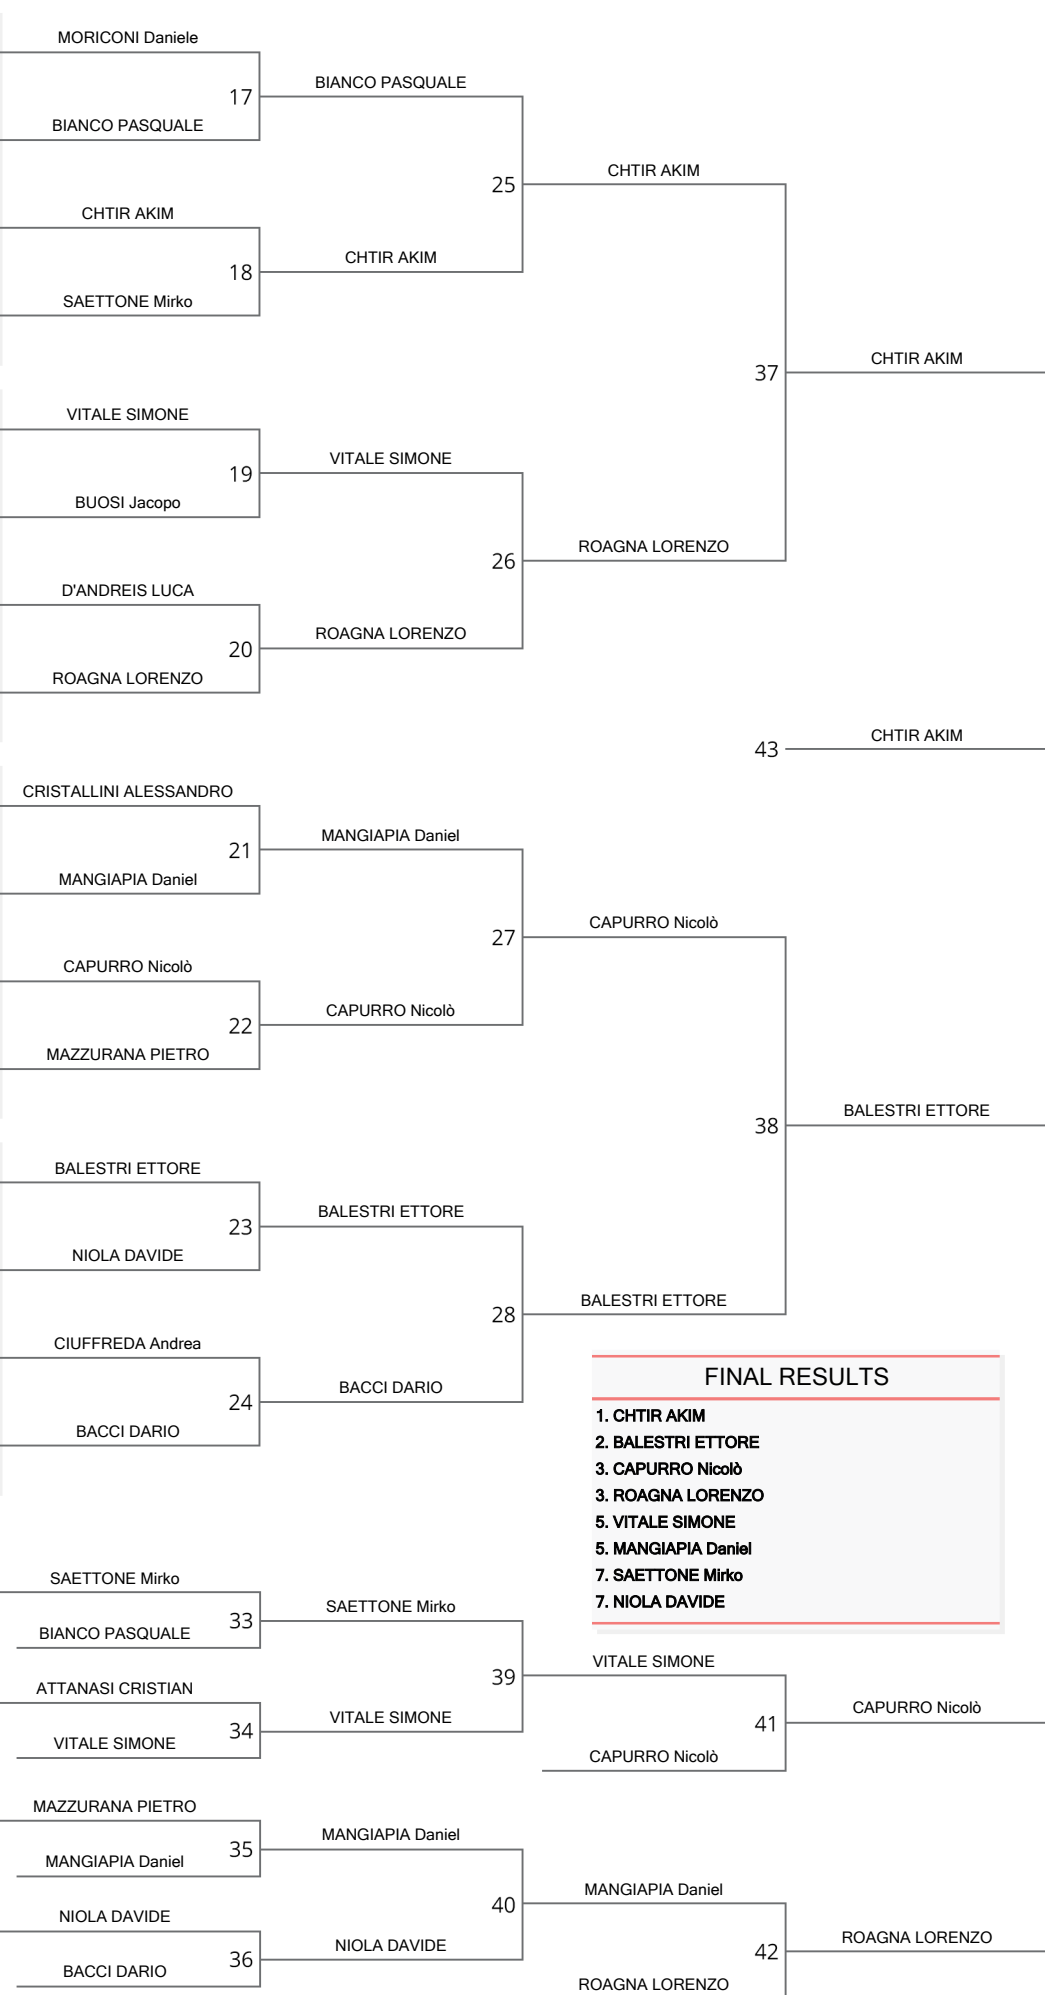 MORICONI Daniele
BIANCO PASQUALE
17
BIANCO PASQUALE
CHTIR AKIM
25
CHTIR AKIM
CHTIR AKIM
18
SAETTONE Mirko
CHTIR AKIM
37
VITALE SIMONE
VITALE SIMONE
19
BUOSI Jacopo
ROAGNA LORENZO
26
D'ANDREIS LUCA
ROAGNA LORENZO
20
ROAGNA LORENZO
CHTIR AKIM
43
CRISTALLINI ALESSANDRO
MANGIAPIA Daniel
21
MANGIAPIA Daniel
CAPURRO Nicolò
27
CAPURRO Nicolò
CAPURRO Nicolò
22
MAZZURANA PIETRO
BALESTRI ETTORE
38
BALESTRI ETTORE
BALESTRI ETTORE
23
NIOLA DAVIDE
BALESTRI ETTORE
28
CIUFFREDA Andrea
BACCI DARIO
24
BACCI DARIO
FINAL RESULTS
1. CHTIR AKIM
2. BALESTRI ETTORE
3. CAPURRO Nicolò
3. ROAGNA LORENZO
5. VITALE SIMONE
5. MANGIAPIA Daniel
7. SAETTONE Mirko
7. NIOLA DAVIDE
SAETTONE Mirko
SAETTONE Mirko
33
BIANCO PASQUALE
VITALE SIMONE
39
ATTANASI CRISTIAN
CAPURRO Nicolò
VITALE SIMONE
41
34
VITALE SIMONE
CAPURRO Nicolò
MAZZURANA PIETRO
MANGIAPIA Daniel
35
MANGIAPIA Daniel
MANGIAPIA Daniel
40
NIOLA DAVIDE
ROAGNA LORENZO
NIOLA DAVIDE
42
36
BACCI DARIO
ROAGNA LORENZO